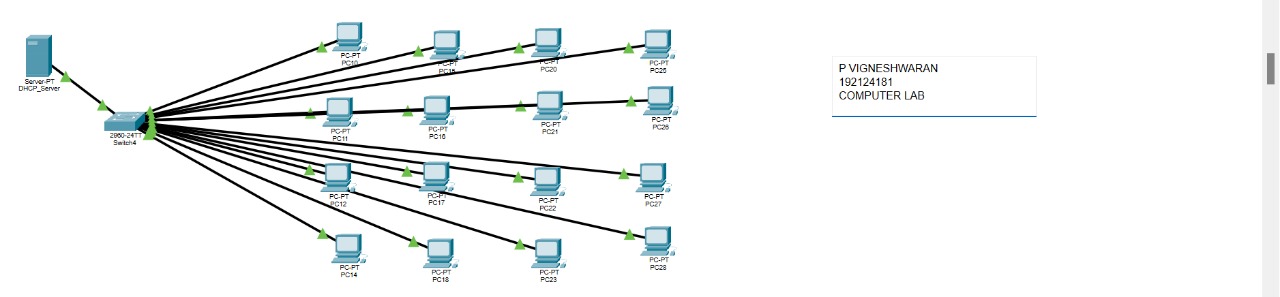 Server-PT
DHCP_Server
2960-24TT
Switch4
PC-PT
PC10
PC-PT
PC15
PC-PT
PC20
PC-PT
PC25
PC-PT
PC11
PC-PT
PC16
PC-PT
PC21
PC-PT
PC26
PC-PT
PC12
PC-PT
PC17
PC-PT
PC22
PC-PT
PC27
PC-PT
PC14
PC-PT
PC18
PC-PT
PC23
PC-PT
PC28
P VIGNESHWARAN
192124181
COMPUTER LAB